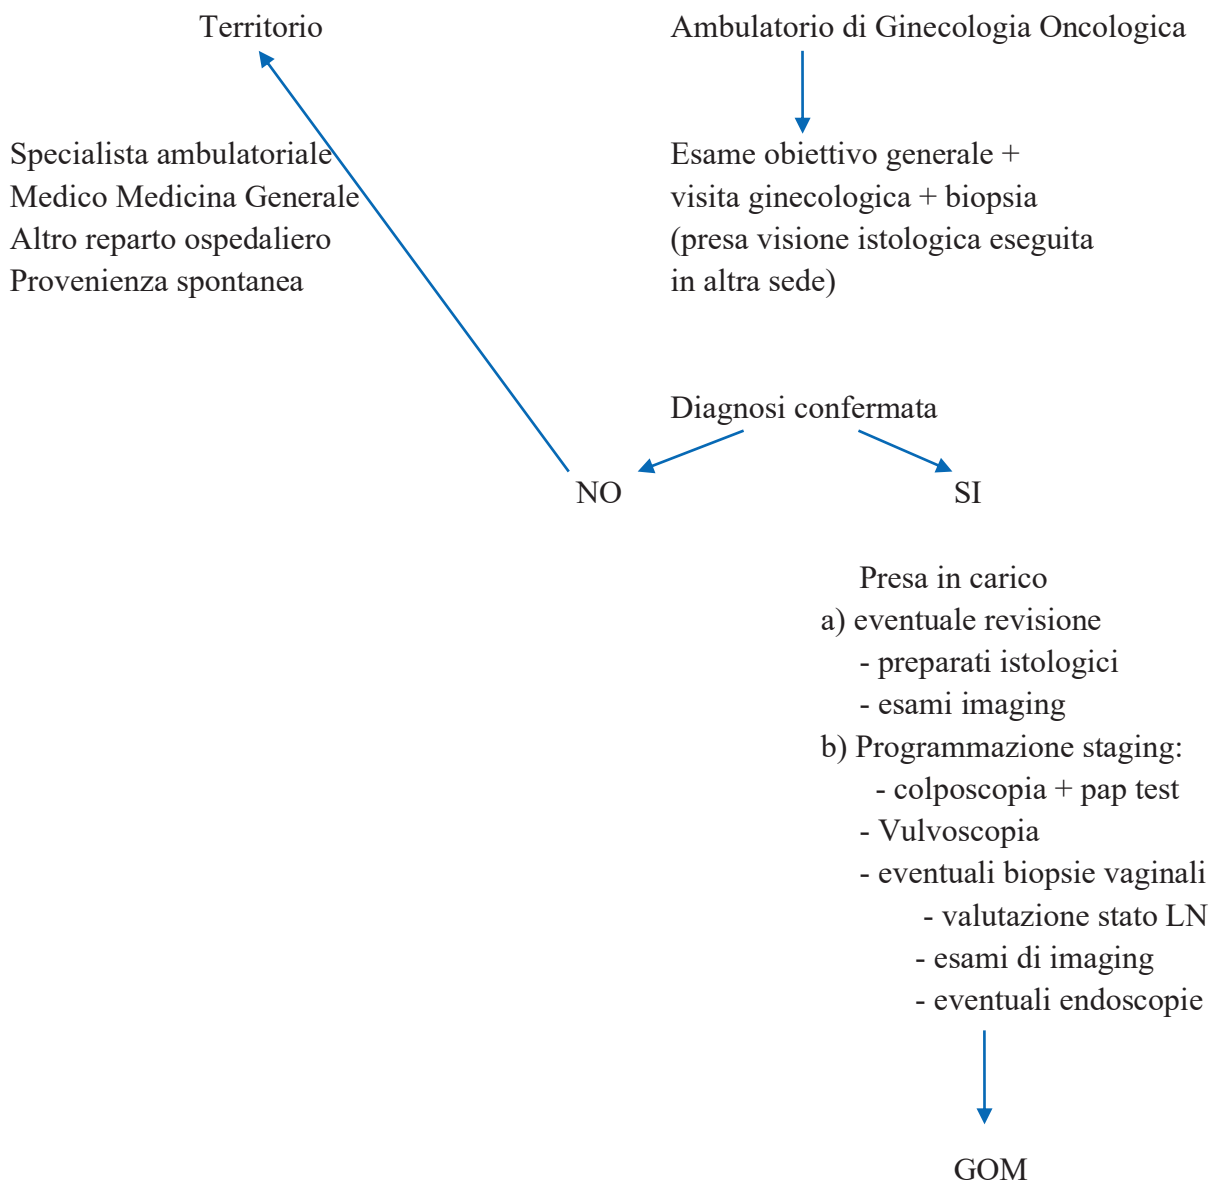 Territorio
Ambulatorio di Ginecologia Oncologica
Specialista ambulatoriale
Medico Medicina Generale
Altro reparto ospedaliero
Provenienza spontanea
Esame obiettivo generale +
visita ginecologica + biopsia
(presa visione istologica eseguita
in altra sede)
Diagnosi confermata
NO
SI
Presa in carico
a) eventuale revisione
- preparati istologici
- esami imaging
b) Programmazione staging:
- colposcopia + pap test
- Vulvoscopia
- eventuali biopsie vaginali
- valutazione stato LN
- esami di imaging
- eventuali endoscopie
GOM